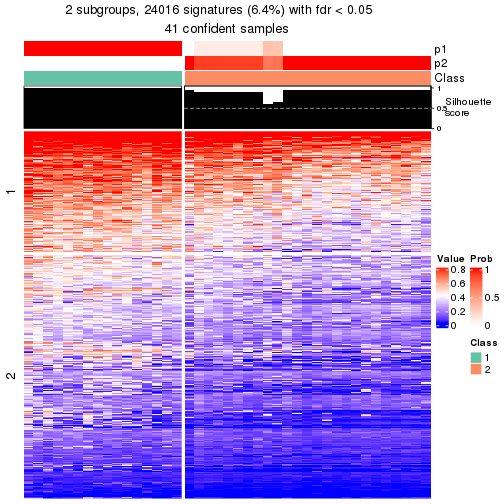 2 subgroups, 24016 signatures (6.4%) with fdr < 0.05
41 confident samples
p1
p2
Class
1
0.5
0
Silhouette
score
1
2
Value
0.8
0.6
0.4
0.2
0
Prob
1
0.5
0
Class
1
2